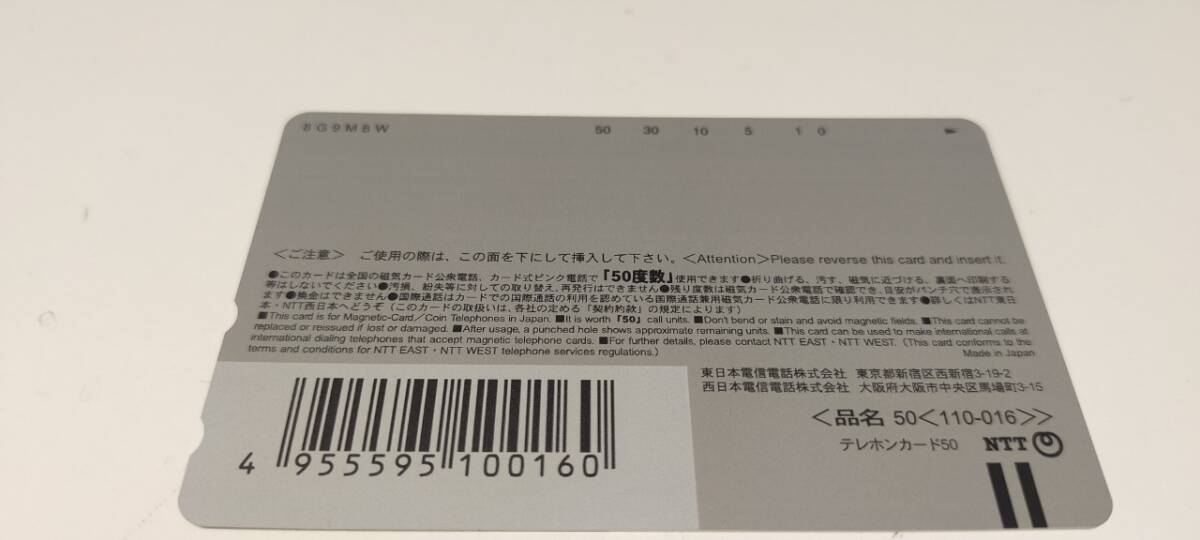 8G9M8W 50 30 10 5 1 0
<ご注意> ご使用の際は、この面を下にして挿入して下さい。<Attention>Please reverse this card and insert it.
●このカードは全国の磁気カード公衆電話、カード式ピンク電話で「50度数」使用できます●折り曲げる、汚す、磁気に近づける、裏面へ印刷する
等はしないでください●汚損、紛失等に対しての取り替え、再発行はできません●残り度数は磁気カード公衆電話で確認でき、目安がパンチ穴で表示されます
ます●換金はできません●国際通話はカードでの国際通話の利用を認めている国際通話兼用磁気カード公衆電話に限り利用できます●詳しくはNTT東日
本・NTT西日本へどうぞ(このカードの取扱いは、各社の定める「契約約款」の規定によります)
■This card is for Magnetic-Card/Coin Telephones in Japan. ■It is worth「50」call units. ■Don't bend or stain and avoid magnetic fields. ■This card cannot be
replaced or reissued if lost or damaged. ■After usage, a punched hole shows approximate remaining units. ■This card can be used to make international calls at
international dialing telephones that accept magnetic telephone cards. ■For further details, please contact NTT EAST・NTT WEST. (This card conforms to the
terms and conditions for NTT EAST・NTT WEST telephone services regulations.) Made in Japan
東日本電信電話株式会社 東京都新宿区西新宿3-19-2
西日本電信電話株式会社 大阪府大阪市中央区馬場町3-15
<品名 50<110-016>>
テレホンカード50 NTT
4 955595 100160